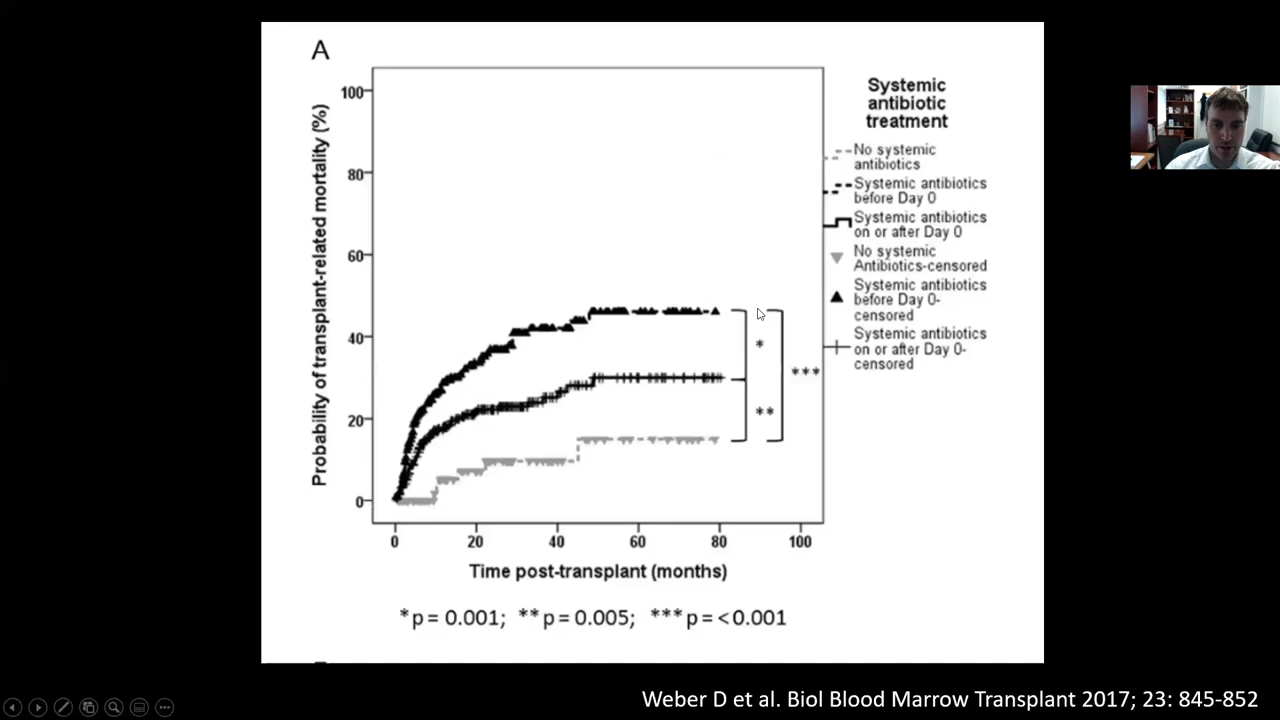 A
Probability of transplant-related mortality (%)
100
80
60
40
20
0
0 20 40 60 80 100
Time post-transplant (months)
*
**
***
Systemic
antibiotic
treatment
No systemic
antibiotics
Systemic antibiotics
before Day 0
Systemic antibiotics
on or after Day 0
No systemic
Antibiotics-censored
Systemic antibiotics
before Day 0-
censored
Systemic antibiotics
on or after Day 0-
censored
*p = 0.001; **p = 0.005; ***p = < 0.001
Weber D et al. Biol Blood Marrow Transplant 2017; 23: 845-852